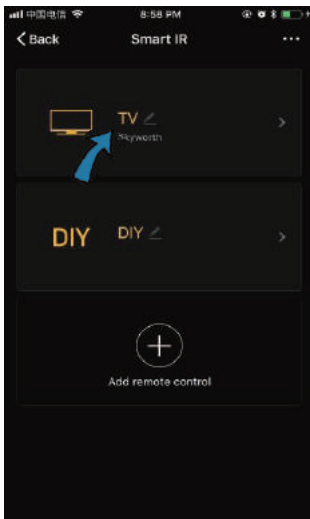 中国电信 8:58 PM
Back Smart IR ...
TV
Skyworth
DIY DIY
Add remote control